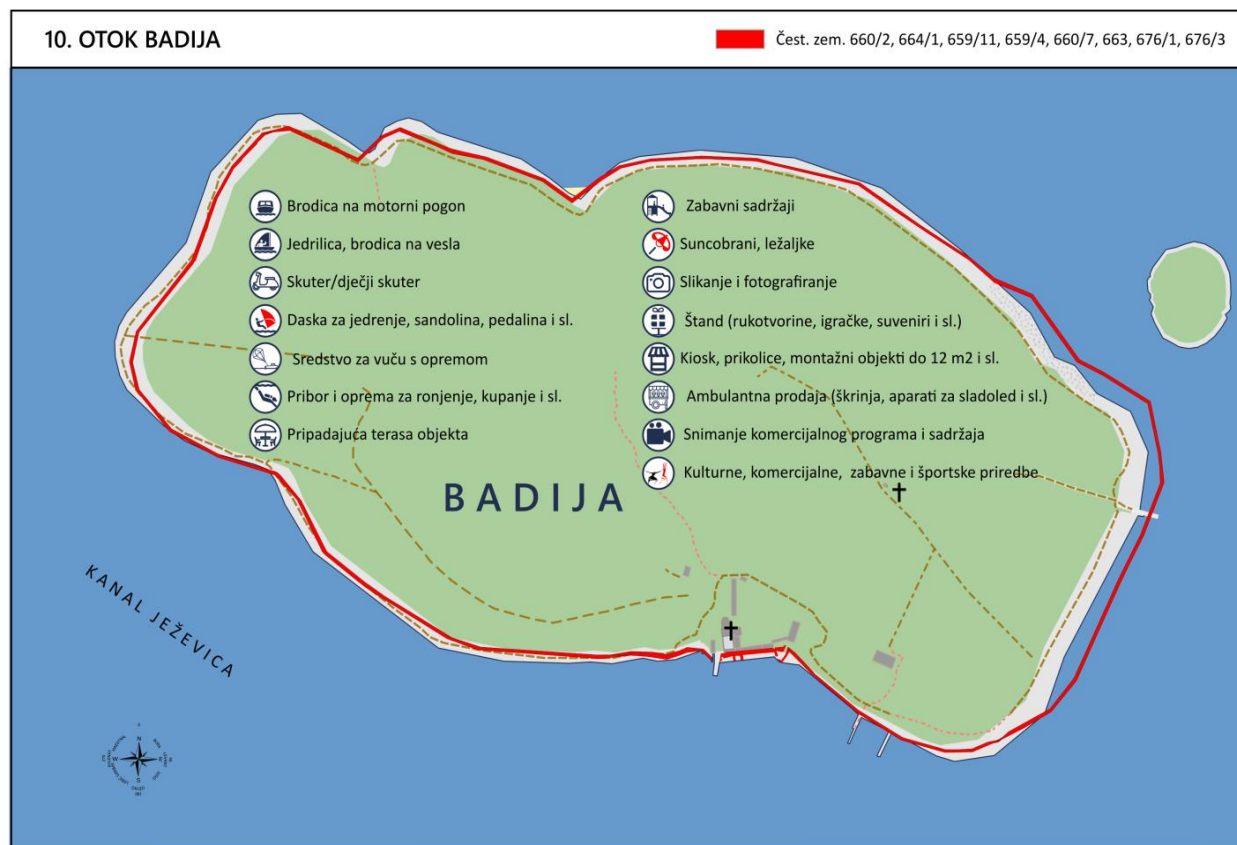 10. OTOK BADIJA
Čest. zem. 660/2, 664/1, 659/11, 659/4, 660/7, 663, 676/1, 676/3
Brodica na motorni pogon
Jedrilica, brodica na vesla
Skuter/dječji skuter
Daska za jedrenje, sandolina, pedalina i sl.
Sredstvo za vuču s opremom
Pribor i oprema za ronjenje, kupanje i sl.
Pripadajuća terasa objekta
Zabavni sadržaji
Suncobrani, ležaljke
Slikanje i fotografiranje
Štand (rukotvorine, igračke, suveniri i sl.)
Kiosk, prikolice, montažni objekti do 12 m2 i sl.
Ambulantna prodaja (škrinja, aparati za sladoled i sl.)
Snimanje komercijalnog programa i sadržaja
Kulturne, komercijalne, zabavne i športske priredbe
BADIJA
KANAL JEŽEVICA
N
W E
S